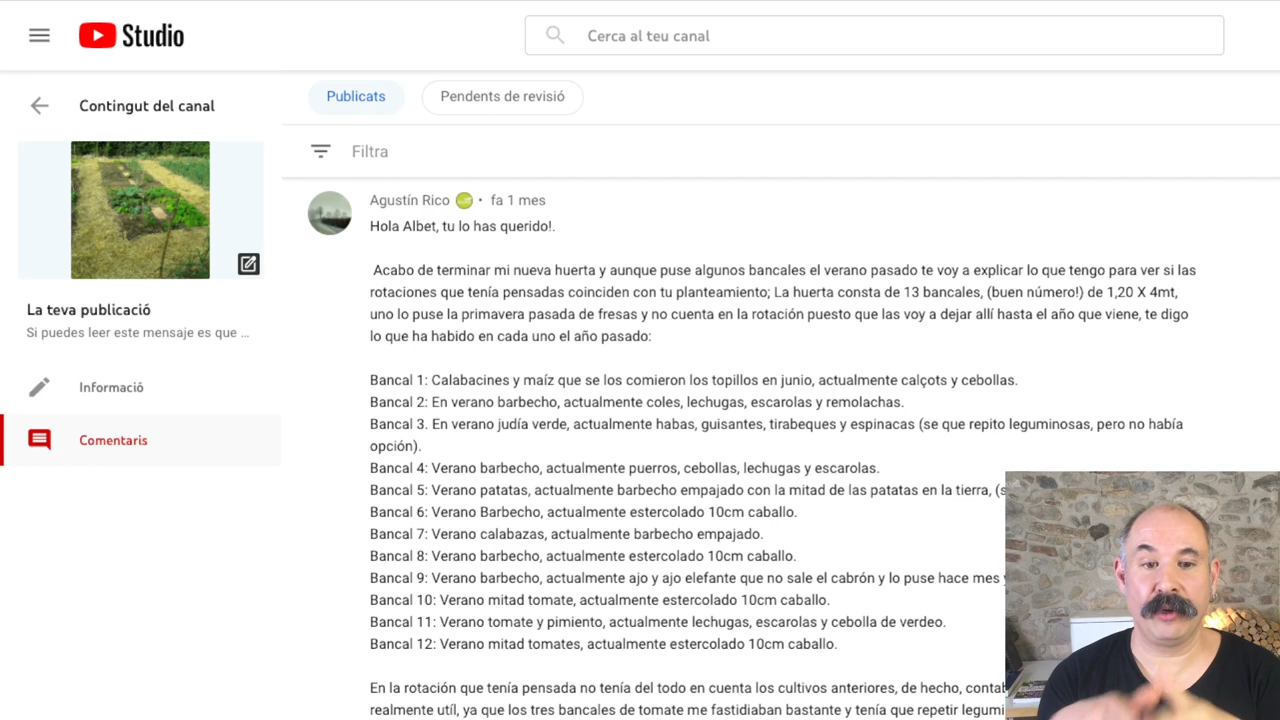 Studio
Cerca al teu canal
Contingut del canal
La teva publicació
Si puedes leer este mensaje es que ...
Informació
Comentaris
Publicats
Pendents de revisió
Filtra
Agustín Rico • fa 1 mes
Hola Albet, tu lo has querido!.
Acabo de terminar mi nueva huerta y aunque puse algunos bancales el verano pasado te voy a explicar lo que tengo para ver si las
rotaciones que tenía pensadas coinciden con tu planteamiento; La huerta consta de 13 bancales, (buen número!) de 1,20 X 4mt,
uno lo puse la primavera pasada de fresas y no cuenta en la rotación puesto que las voy a dejar allí hasta el año que viene, te digo
lo que ha habido en cada uno el año pasado:
Bancal 1: Calabacines y maíz que se los comieron los topillos en junio, actualmente calçots y cebollas.
Bancal 2: En verano barbecho, actualmente coles, lechugas, escarolas y remolachas.
Bancal 3. En verano judía verde, actualmente habas, guisantes, tirabeques y espinacas (se que repito leguminosas, pero no había
opción).
Bancal 4: Verano barbecho, actualmente puerros, cebollas, lechugas y escarolas.
Bancal 5: Verano patatas, actualmente barbecho empajado con la mitad de las patatas en la tierra,
Bancal 6: Verano Barbecho, actualmente estercolado 10cm caballo.
Bancal 7: Verano calabazas, actualmente barbecho empajado.
Bancal 8: Verano barbecho, actualmente estercolado 10cm caballo.
Bancal 9: Verano barbecho, actualmente ajo y ajo elefante que no sale el cabrón y lo puse hace mes
Bancal 10: Verano mitad tomate, actualmente estercolado 10cm caballo.
Bancal 11: Verano tomate y pimiento, actualmente lechugas, escarolas y cebolla de verdeo.
Bancal 12: Verano mitad tomates, actualmente estercolado 10cm caballo.
En la rotación que tenía pensada no tenía del todo en cuenta los cultivos anteriores, de hecho,
realmente utíl, ya que los tres bancales de tomate me fastidiaban bastante y tenía que repetir